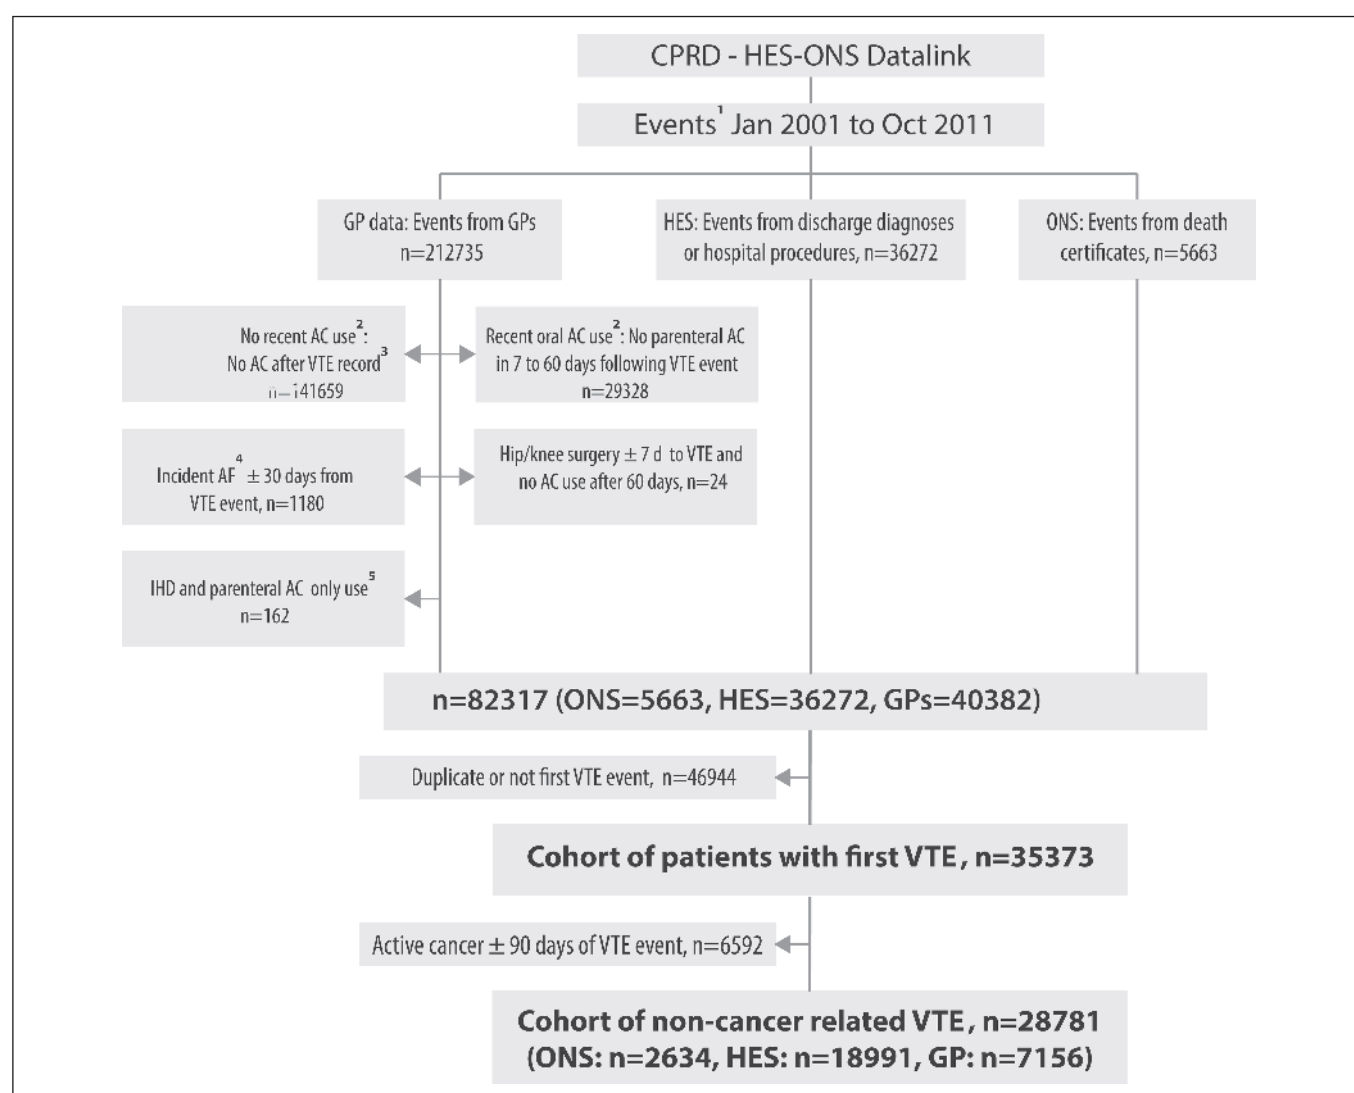 CPRD - HES-ONS Datalink
Events¹ Jan 2001 to Oct 2011
GP data: Events from GPs
n=212735
HES: Events from discharge diagnoses
or hospital procedures, n=36272
ONS: Events from death
certificates, n=5663
No recent AC use²:
No AC after VTE record³
n=141659
Recent oral AC use²: No parenteral AC
in 7 to 60 days following VTE event
n=29328
Incident AF⁴ ± 30 days from
VTE event, n=1180
Hip/knee surgery ± 7 d to VTE and
no AC use after 60 days, n=24
IHD and parenteral AC only use⁵
n=162
n=82317 (ONS=5663, HES=36272, GPs=40382)
Duplicate or not first VTE event, n=46944
Cohort of patients with first VTE, n=35373
Active cancer ± 90 days of VTE event, n=6592
Cohort of non-cancer related VTE, n=28781
(ONS: n=2634, HES: n=18991, GP: n=7156)